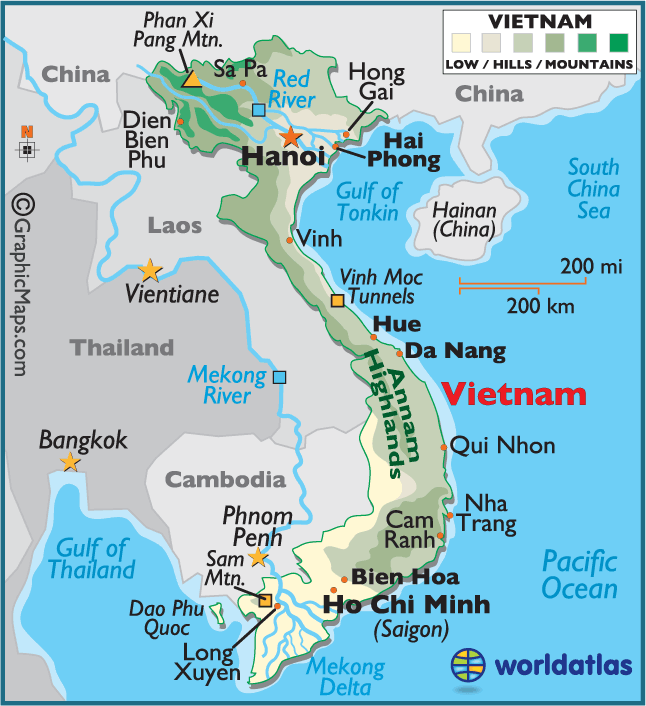 VIETNAM
LOW / HILLS / MOUNTAINS
Phan Xi
Pang Mtn.
China
Sa Pa
Red
River
Hong
Gai
China
Dien
Bien
Phu
Hanoi
Hai
Phong
N
Gulf of
Tonkin
Hainan
(China)
South
China
Sea
© GraphicMaps.com
Laos
Vinh
Vientiane
Vinh Moc
Tunnels
200 mi
200 km
Thailand
Hue
Da Nang
Mekong
River
Annam
Highlands
Vietnam
Bangkok
Qui Nhon
Cambodia
Phnom
Penh
Cam
Ranh
Nha
Trang
Gulf of
Thailand
Sam
Mtn.
Bien Hoa
Pacific
Ocean
Dao Phu
Quoc
Ho Chi Minh
(Saigon)
Long
Xuyen
Mekong
Delta
worldatlas